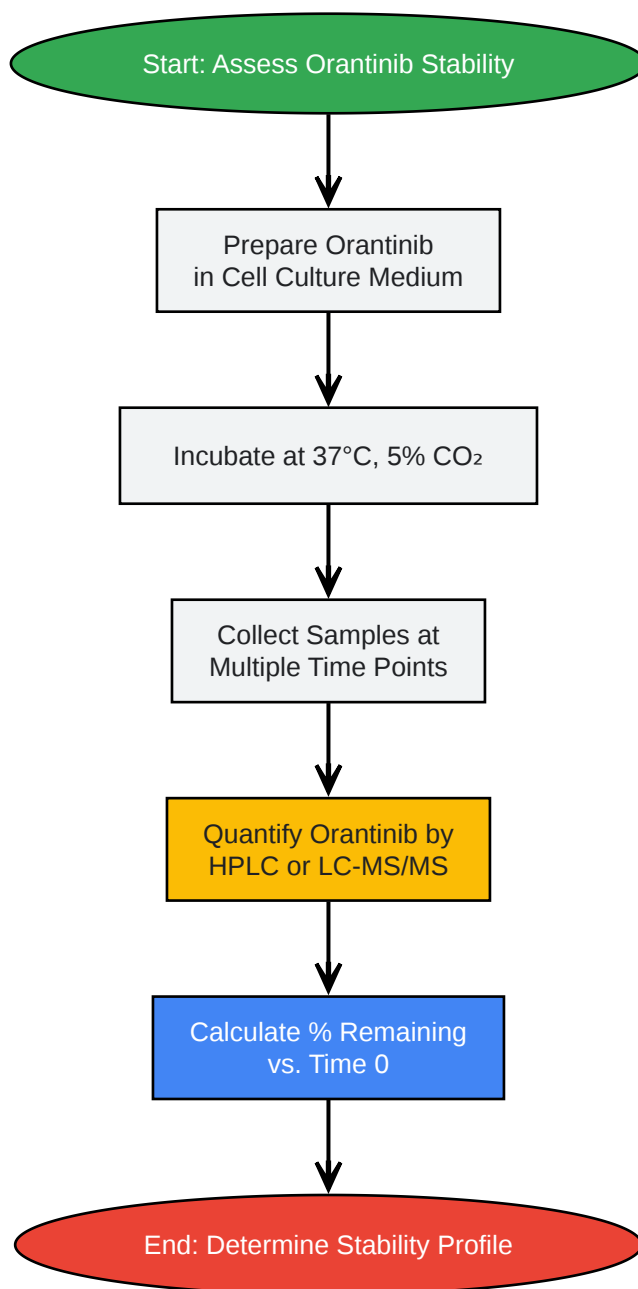 Start: Assess Orantinib Stability
Prepare Orantinib
in Cell Culture Medium
Incubate at 37°C, 5% CO₂
Collect Samples at
Multiple Time Points
Quantify Orantinib by
HPLC or LC-MS/MS
Calculate % Remaining
vs. Time 0
End: Determine Stability Profile